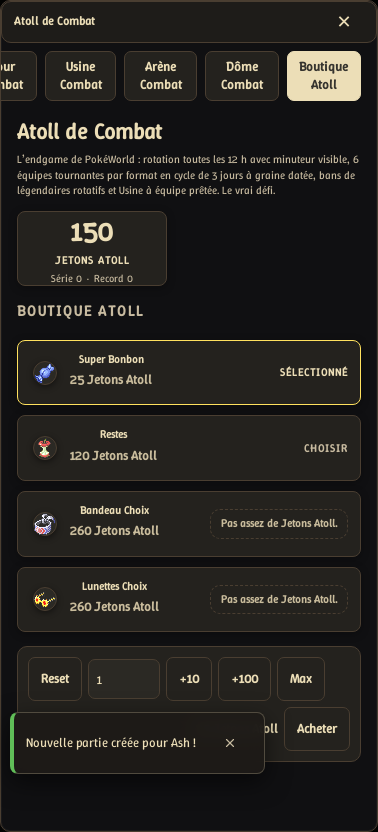 Atoll de Combat
our Combat
Usine Combat
Arène Combat
Dôme Combat
Boutique Atoll
Atoll de Combat
L'endgame de PokéWorld : rotation toutes les 12 h avec minuteur visible, 6
équipes tournantes par format en cycle de 3 jours à graine datée, bans de
légendaires rotatifs et Usine à équipe prêtée. Le vrai défi.
150
JETONS ATOLL
Série 0 · Record 0
BOUTIQUE ATOLL
Super Bonbon
25 Jetons Atoll
SÉLECTIONNÉ
Restes
120 Jetons Atoll
CHOISIR
Bandeau Choix
260 Jetons Atoll
Pas assez de Jetons Atoll.
Lunettes Choix
260 Jetons Atoll
Pas assez de Jetons Atoll.
Reset
1
+10
+100
Max
Acheter
Nouvelle partie créée pour Ash !